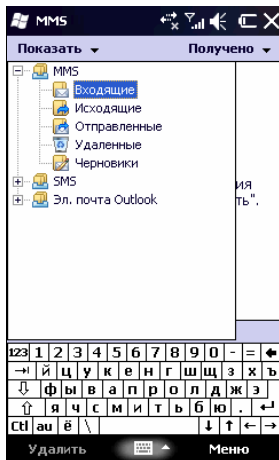 MMS
Показать Получено
MMS
Входящие
Исходящие
Отправленные
Удаленные
Черновики
SMS
ия
Эл. почта Outlook
ть".
123 1 2 3 4 5 6 7 8 9 0 - =
й ц у к е н г ш щ з х ъ
ф ы в а п р о л д ж э
я ч с м и т ь б ю .
Ctl au ё \
Удалить Меню